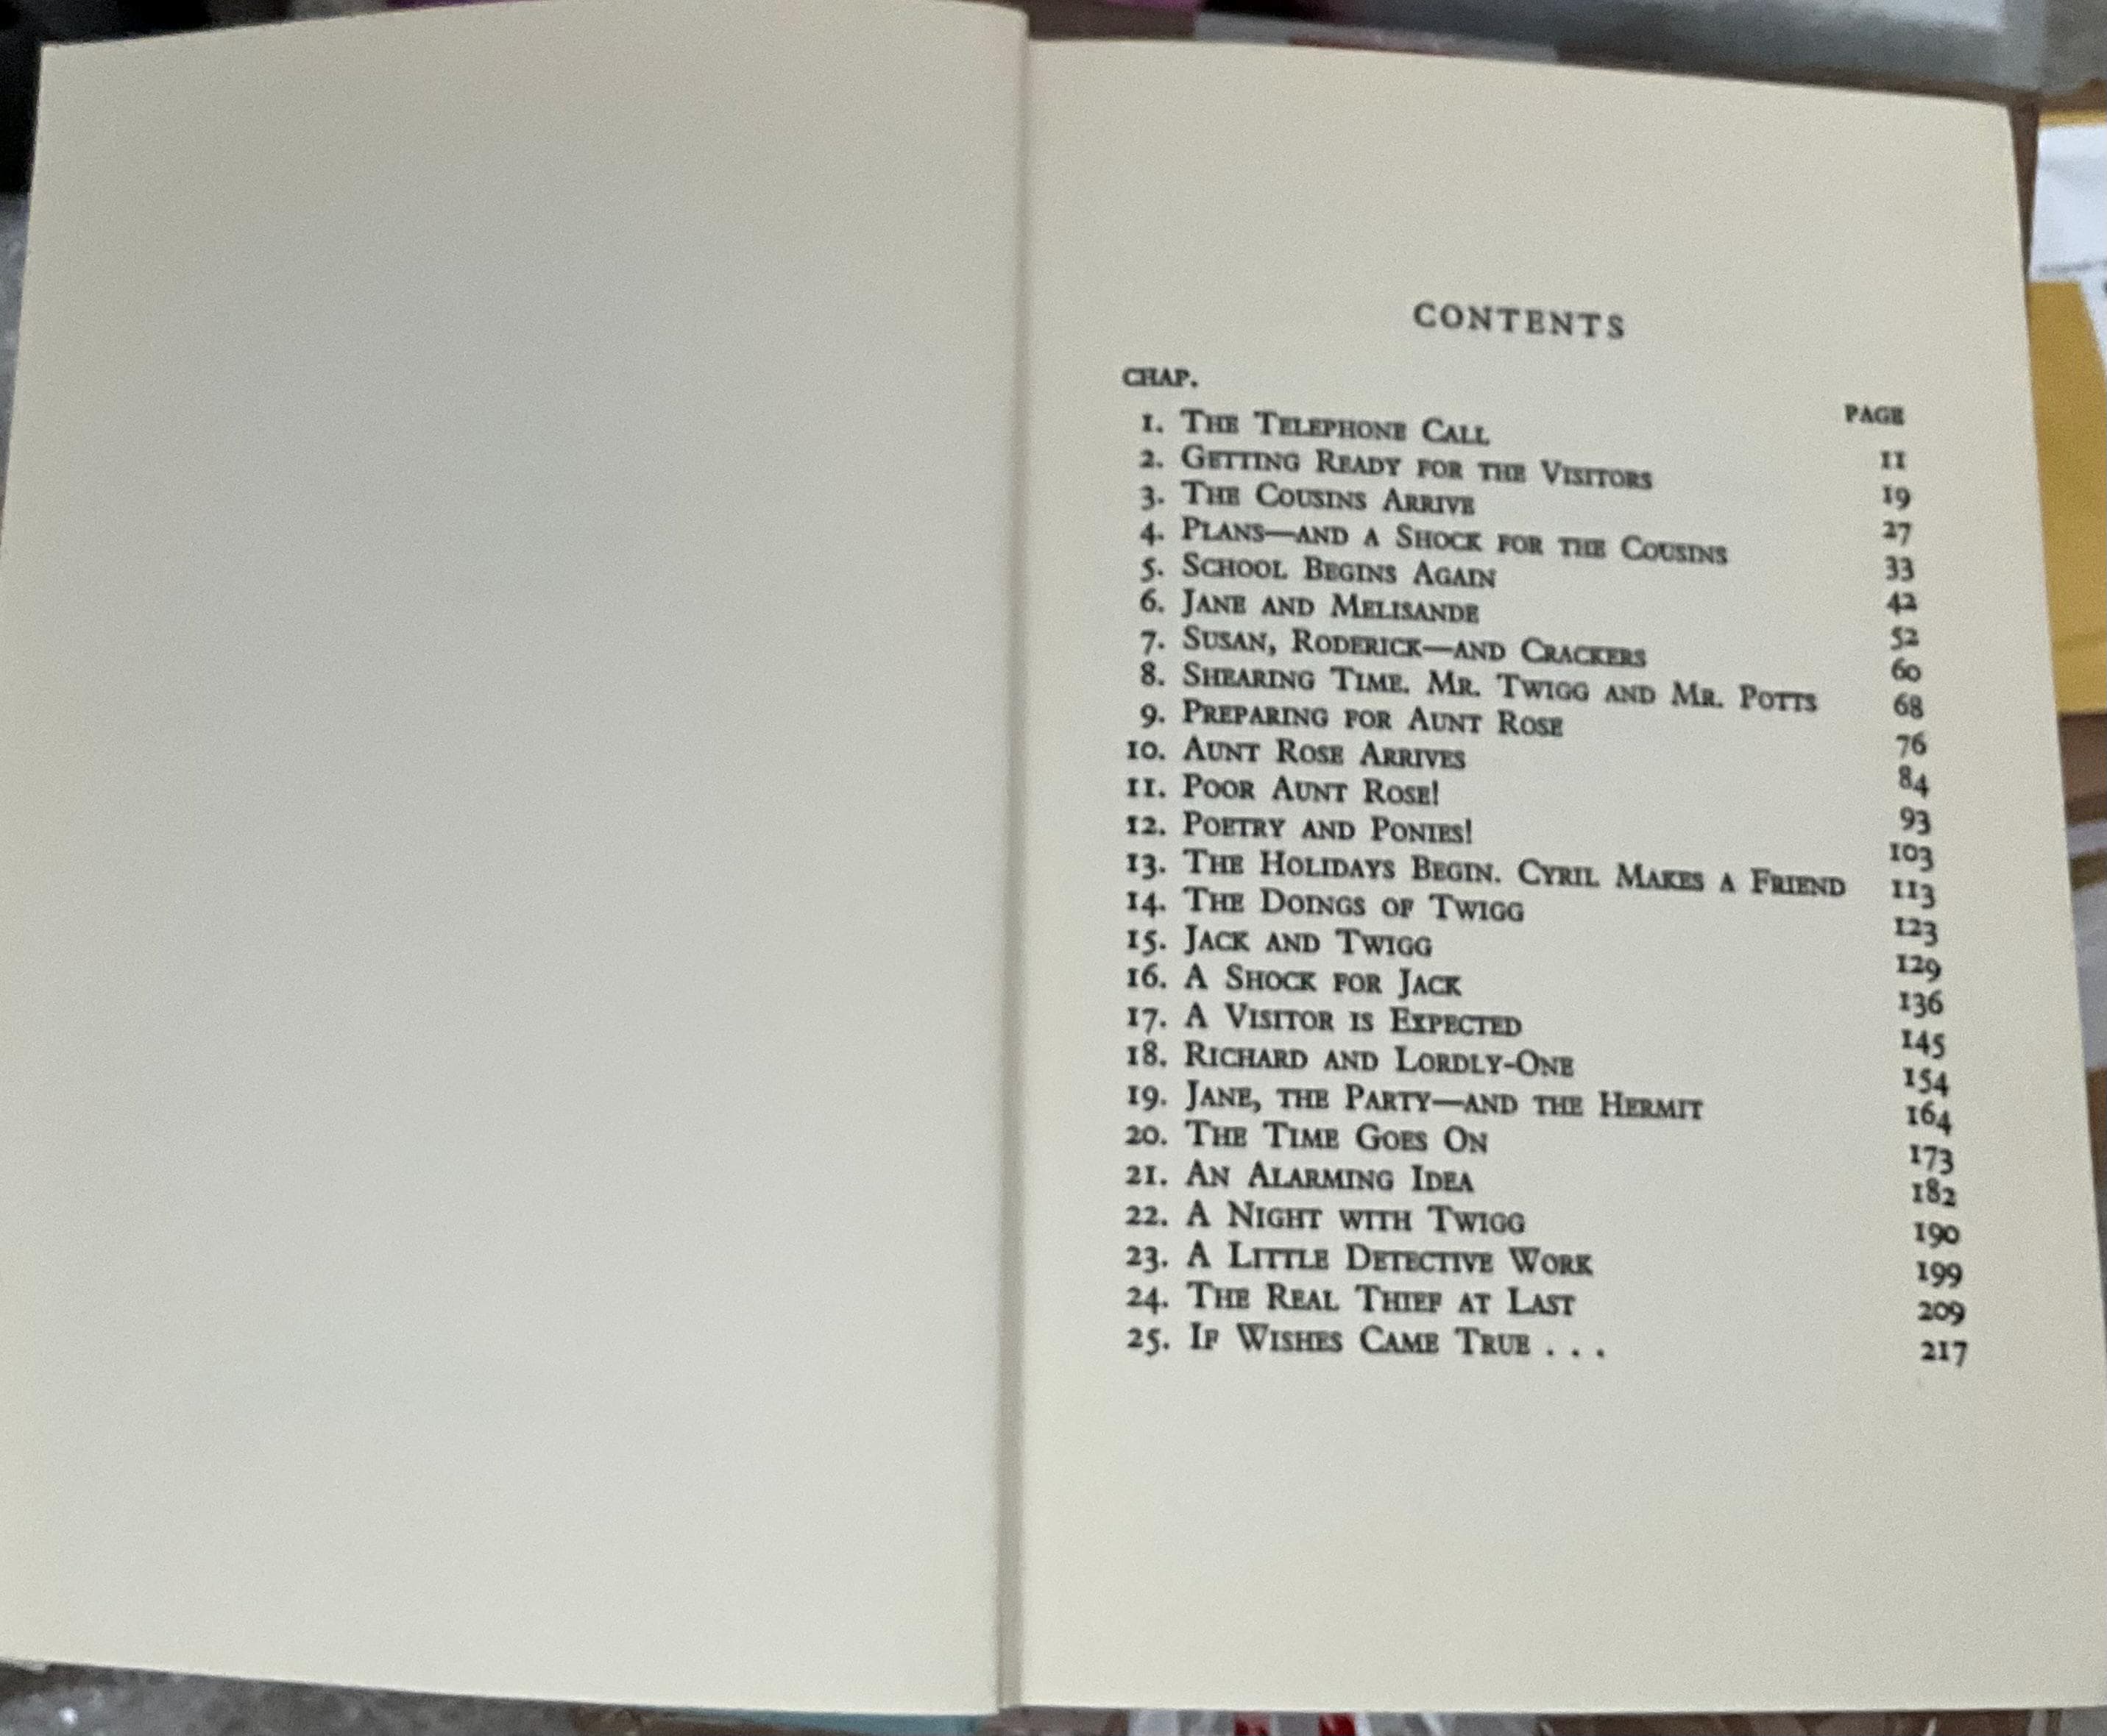 CONTENTS
CHAP. PAGE
1. THE TELEPHONE CALL 11
2. GETTING READY FOR THE VISITORS 19
3. THE COUSINS ARRIVE 27
4. PLANS—AND A SHOCK FOR THE COUSINS 33
5. SCHOOL BEGINS AGAIN 42
6. JANE AND MELISANDE 52
7. SUSAN, RODERICK—AND CRACKERS 60
8. SHEARING TIME. MR. TWIGG AND MR. POTTS 68
9. PREPARING FOR AUNT ROSE 76
10. AUNT ROSE ARRIVES 84
11. POOR AUNT ROSE! 93
12. POETRY AND PONIES! 103
13. THE HOLIDAYS BEGIN. CYRIL MAKES A FRIEND 113
14. THE DOINGS OF TWIGG 123
15. JACK AND TWIGG 129
16. A SHOCK FOR JACK 136
17. A VISITOR IS EXPECTED 145
18. RICHARD AND LORDLY-ONE 154
19. JANE, THE PARTY—AND THE HERMIT 164
20. THE TIME GOES ON 173
21. AN ALARMING IDEA 182
22. A NIGHT WITH TWIGG 190
23. A LITTLE DETECTIVE WORK 199
24. THE REAL THIEF AT LAST 209
25. IF WISHES CAME TRUE . . . 217